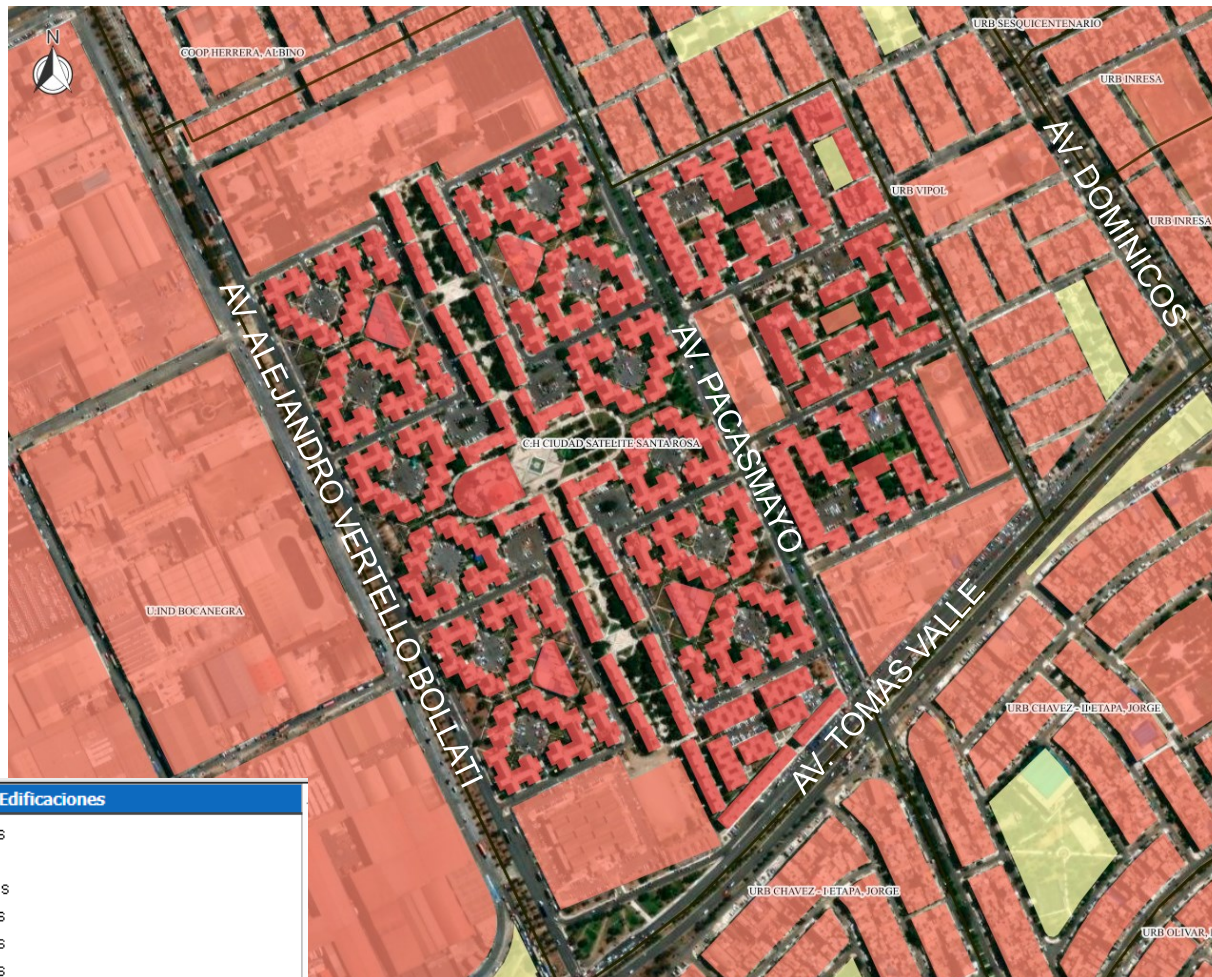 N
COOP HERRERA, ALBINO
URB SESQUICENTENARIO
URB INRESA
AV. DOMINICOS
URB VIPOL
URB INRESA
AV. ALEJANDRO VERTELLO BOLLATI
AV. PACASMAYO
C.H CIUDAD SATELITE SANTA ROSA
U.IND BOCANEGRA
AV. TOMAS VALLE
URB CHAVEZ - II ETAPA, JORGE
Edificaciones
URB CHAVEZ - I ETAPA, JORGE
URB OLIVAR,